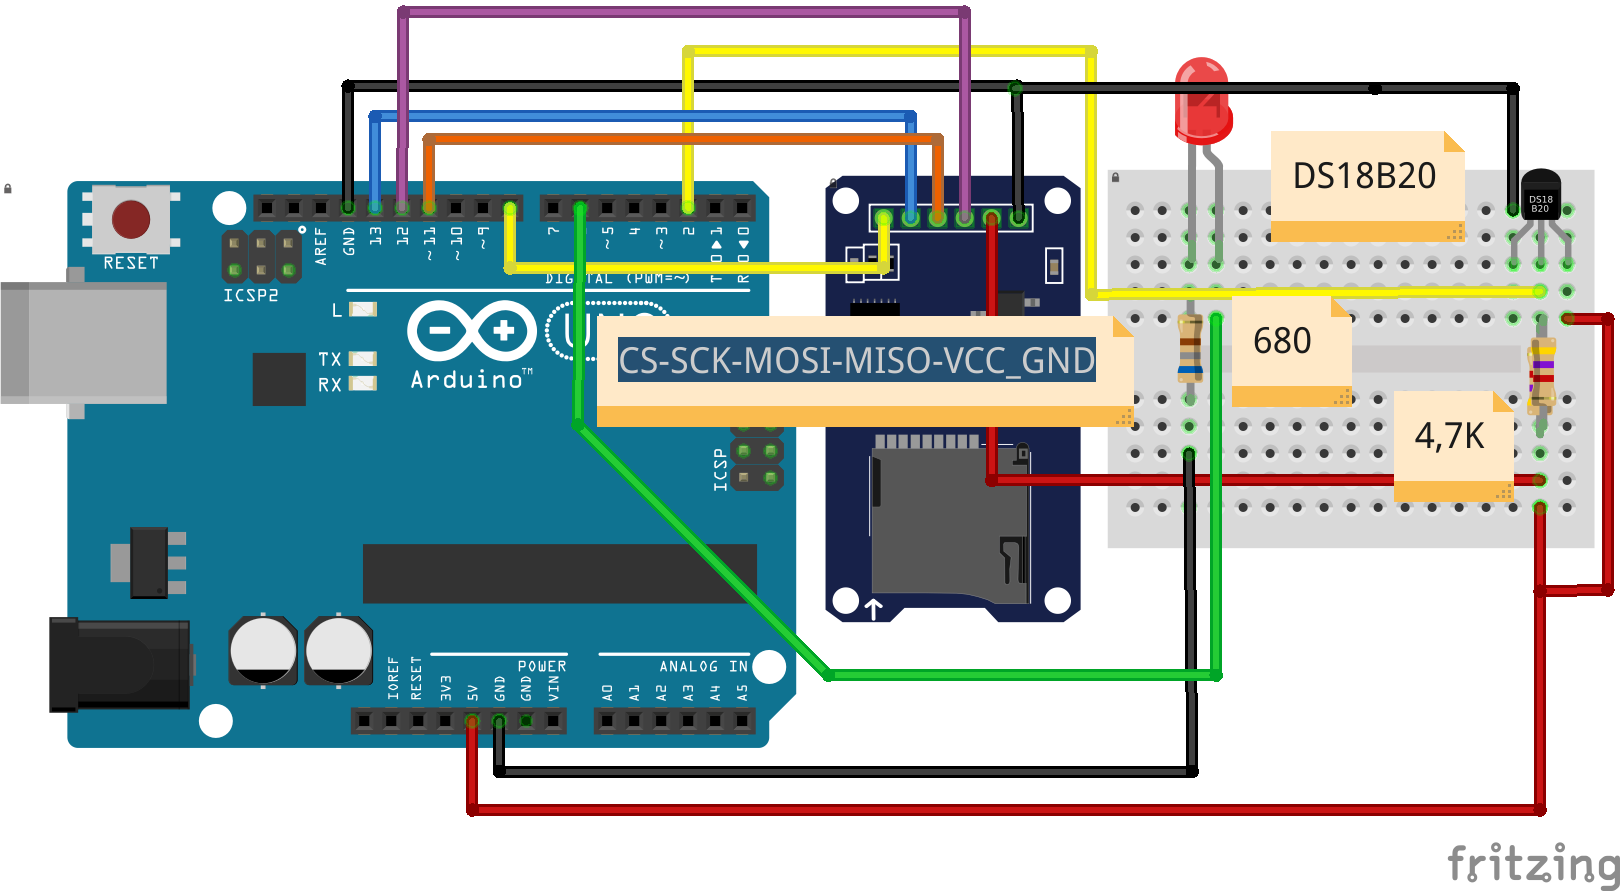 RESET
ICSP2
AREF
GND
13
12
~11
~10
~9
7
~5
4
~3
2
1
0
DIGITAL (PWM=~)
L
TX
RX
Arduino™
CS-SCK-MOSI-MISO-VCC_GND
DS18B20
DS18
B20
680
4,7K
ICSP
IOREF
RESET
3V3
5V
GND
GND
VIN
POWER
A0
A1
A2
A3
A4
A5
ANALOG IN
fritzing